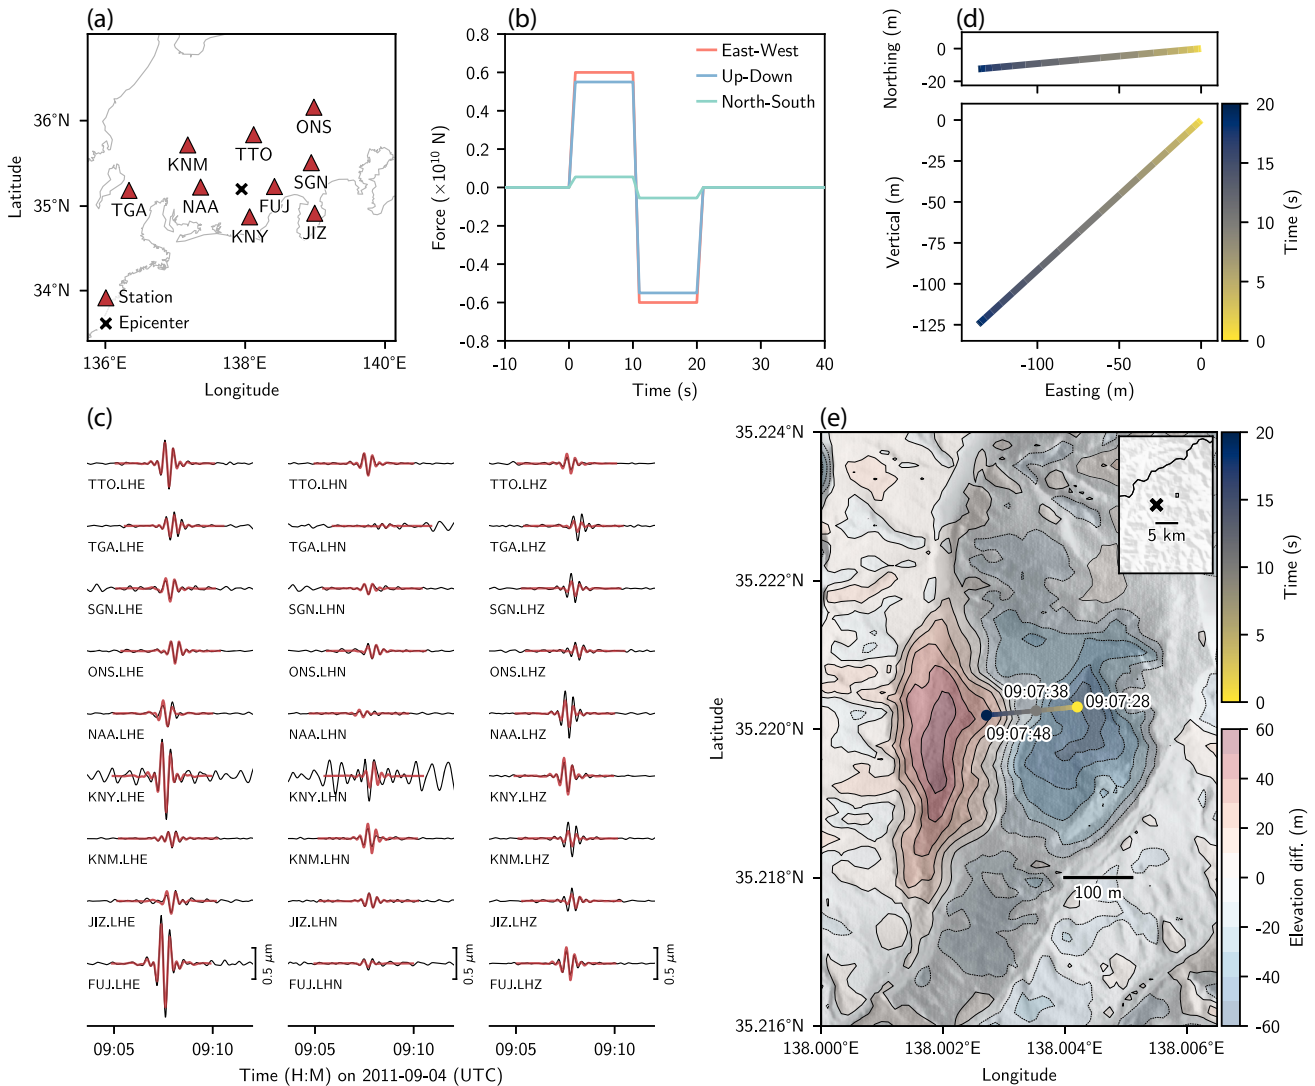 (a)
36°N
35°N
34°N
Latitude
ONS
TTO
KNM
SGN
TGA
NAA
FUJ
KNY
JIZ
Station
Epicenter
136°E
138°E
140°E
Longitude
(b)
0.8
0.6
0.4
0.2
0.0
-0.2
-0.4
-0.6
-0.8
Force (×10¹⁰ N)
East-West
Up-Down
North-South
-10
0
10
20
30
40
Time (s)
(d)
Northing (m)
0
-20
Vertical (m)
0
-25
-50
-75
-100
-125
-100
-50
0
Easting (m)
20
15
10
5
0
Time (s)
(c)
TTO.LHE
TTO.LHN
TTO.LHZ
TGA.LHE
TGA.LHN
TGA.LHZ
SGN.LHE
SGN.LHN
SGN.LHZ
ONS.LHE
ONS.LHN
ONS.LHZ
NAA.LHE
NAA.LHN
NAA.LHZ
KNY.LHE
KNY.LHN
KNY.LHZ
KNM.LHE
KNM.LHN
KNM.LHZ
JIZ.LHE
JIZ.LHN
JIZ.LHZ
FUJ.LHE
0.5 μm
FUJ.LHN
0.5 μm
FUJ.LHZ
0.5 μm
09:05
09:10
09:05
09:10
09:05
09:10
Time (H:M) on 2011-09-04 (UTC)
(e)
35.224°N
35.222°N
35.220°N
35.218°N
35.216°N
Latitude
5 km
09:07:38
09:07:28
09:07:48
100 m
138.000°E
138.002°E
138.004°E
138.006°E
Longitude
20
15
10
5
0
Time (s)
60
40
20
0
-20
-40
-60
Elevation diff. (m)